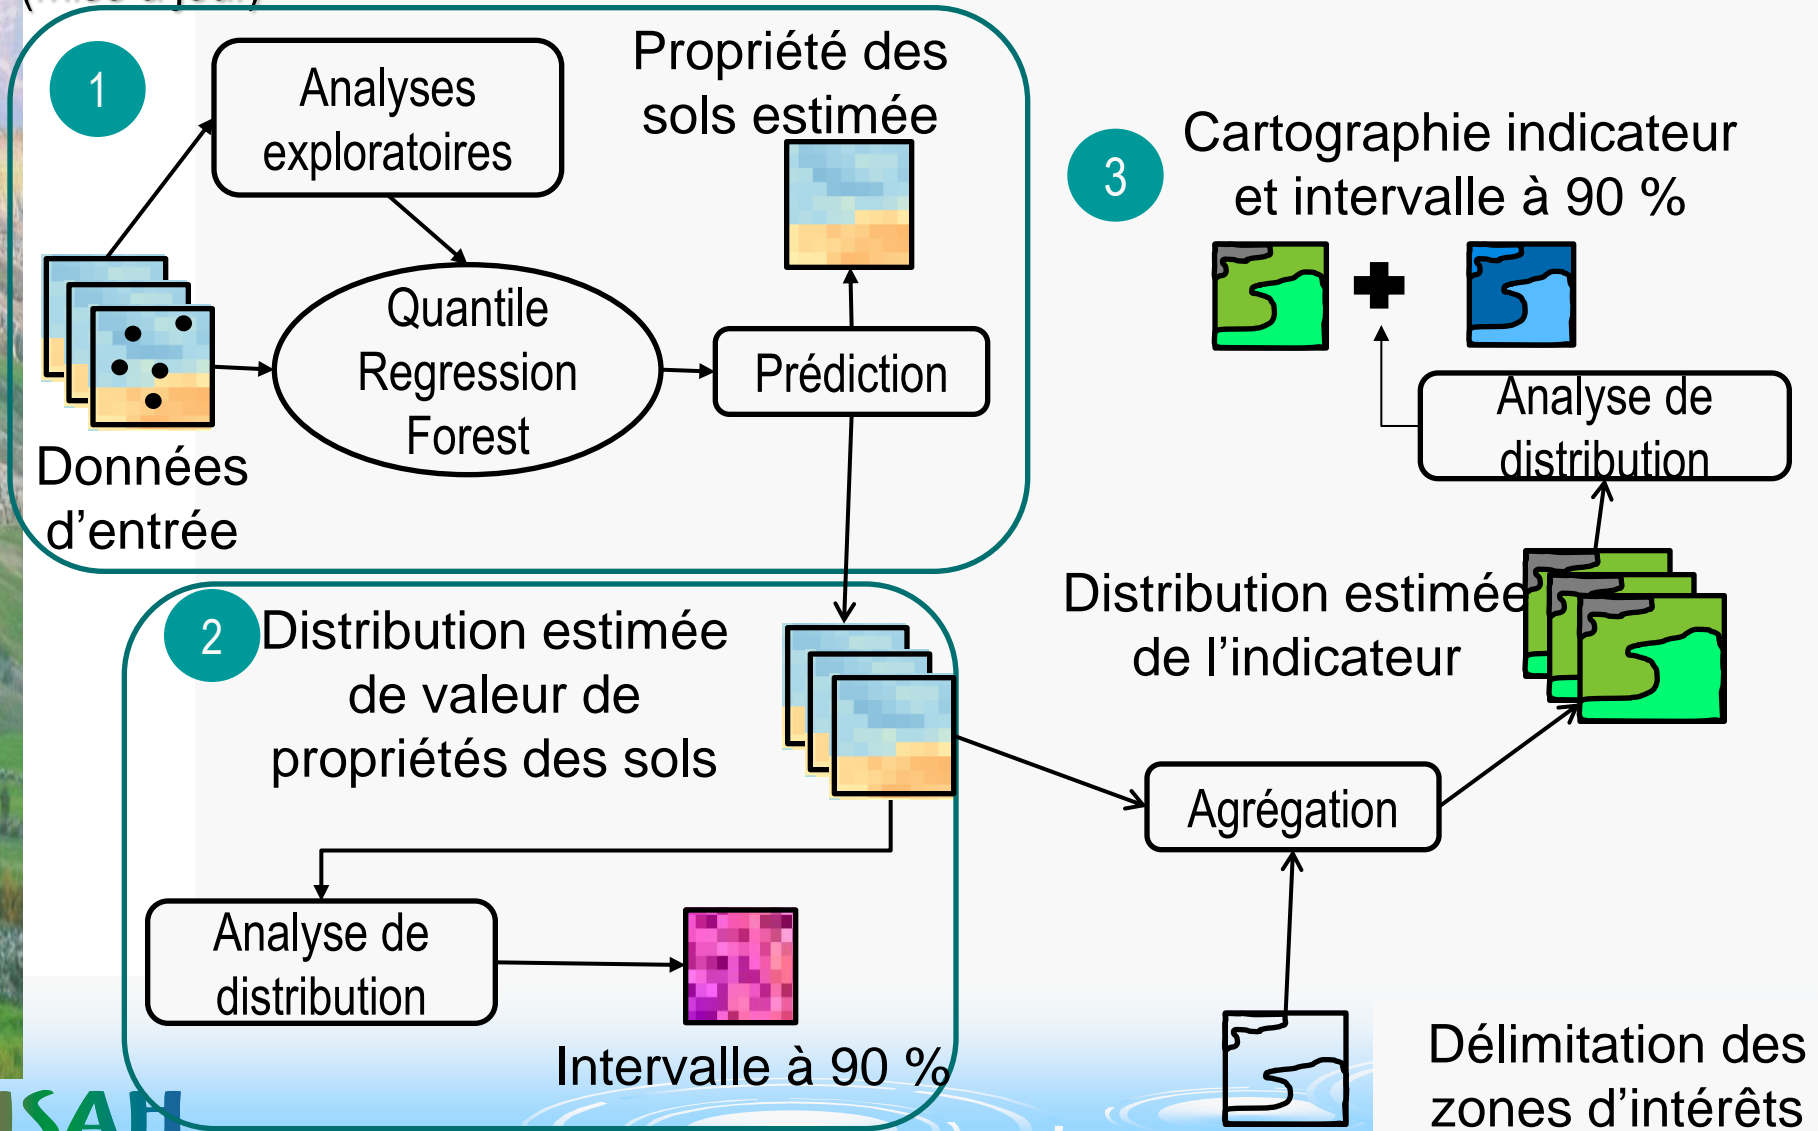 1
Analyses
exploratoires
Propriété des
sols estimée
Quantile
Regression
Forest
Prédiction
Données
d’entrée
2
Distribution estimée
de valeur de
propriétés des sols
Analyse de
distribution
Intervalle à 90 %
3
Cartographie indicateur
et intervalle à 90 %
Analyse de
distribution
Distribution estimée
de l’indicateur
Agrégation
Délimitation des
zones d’intérêts